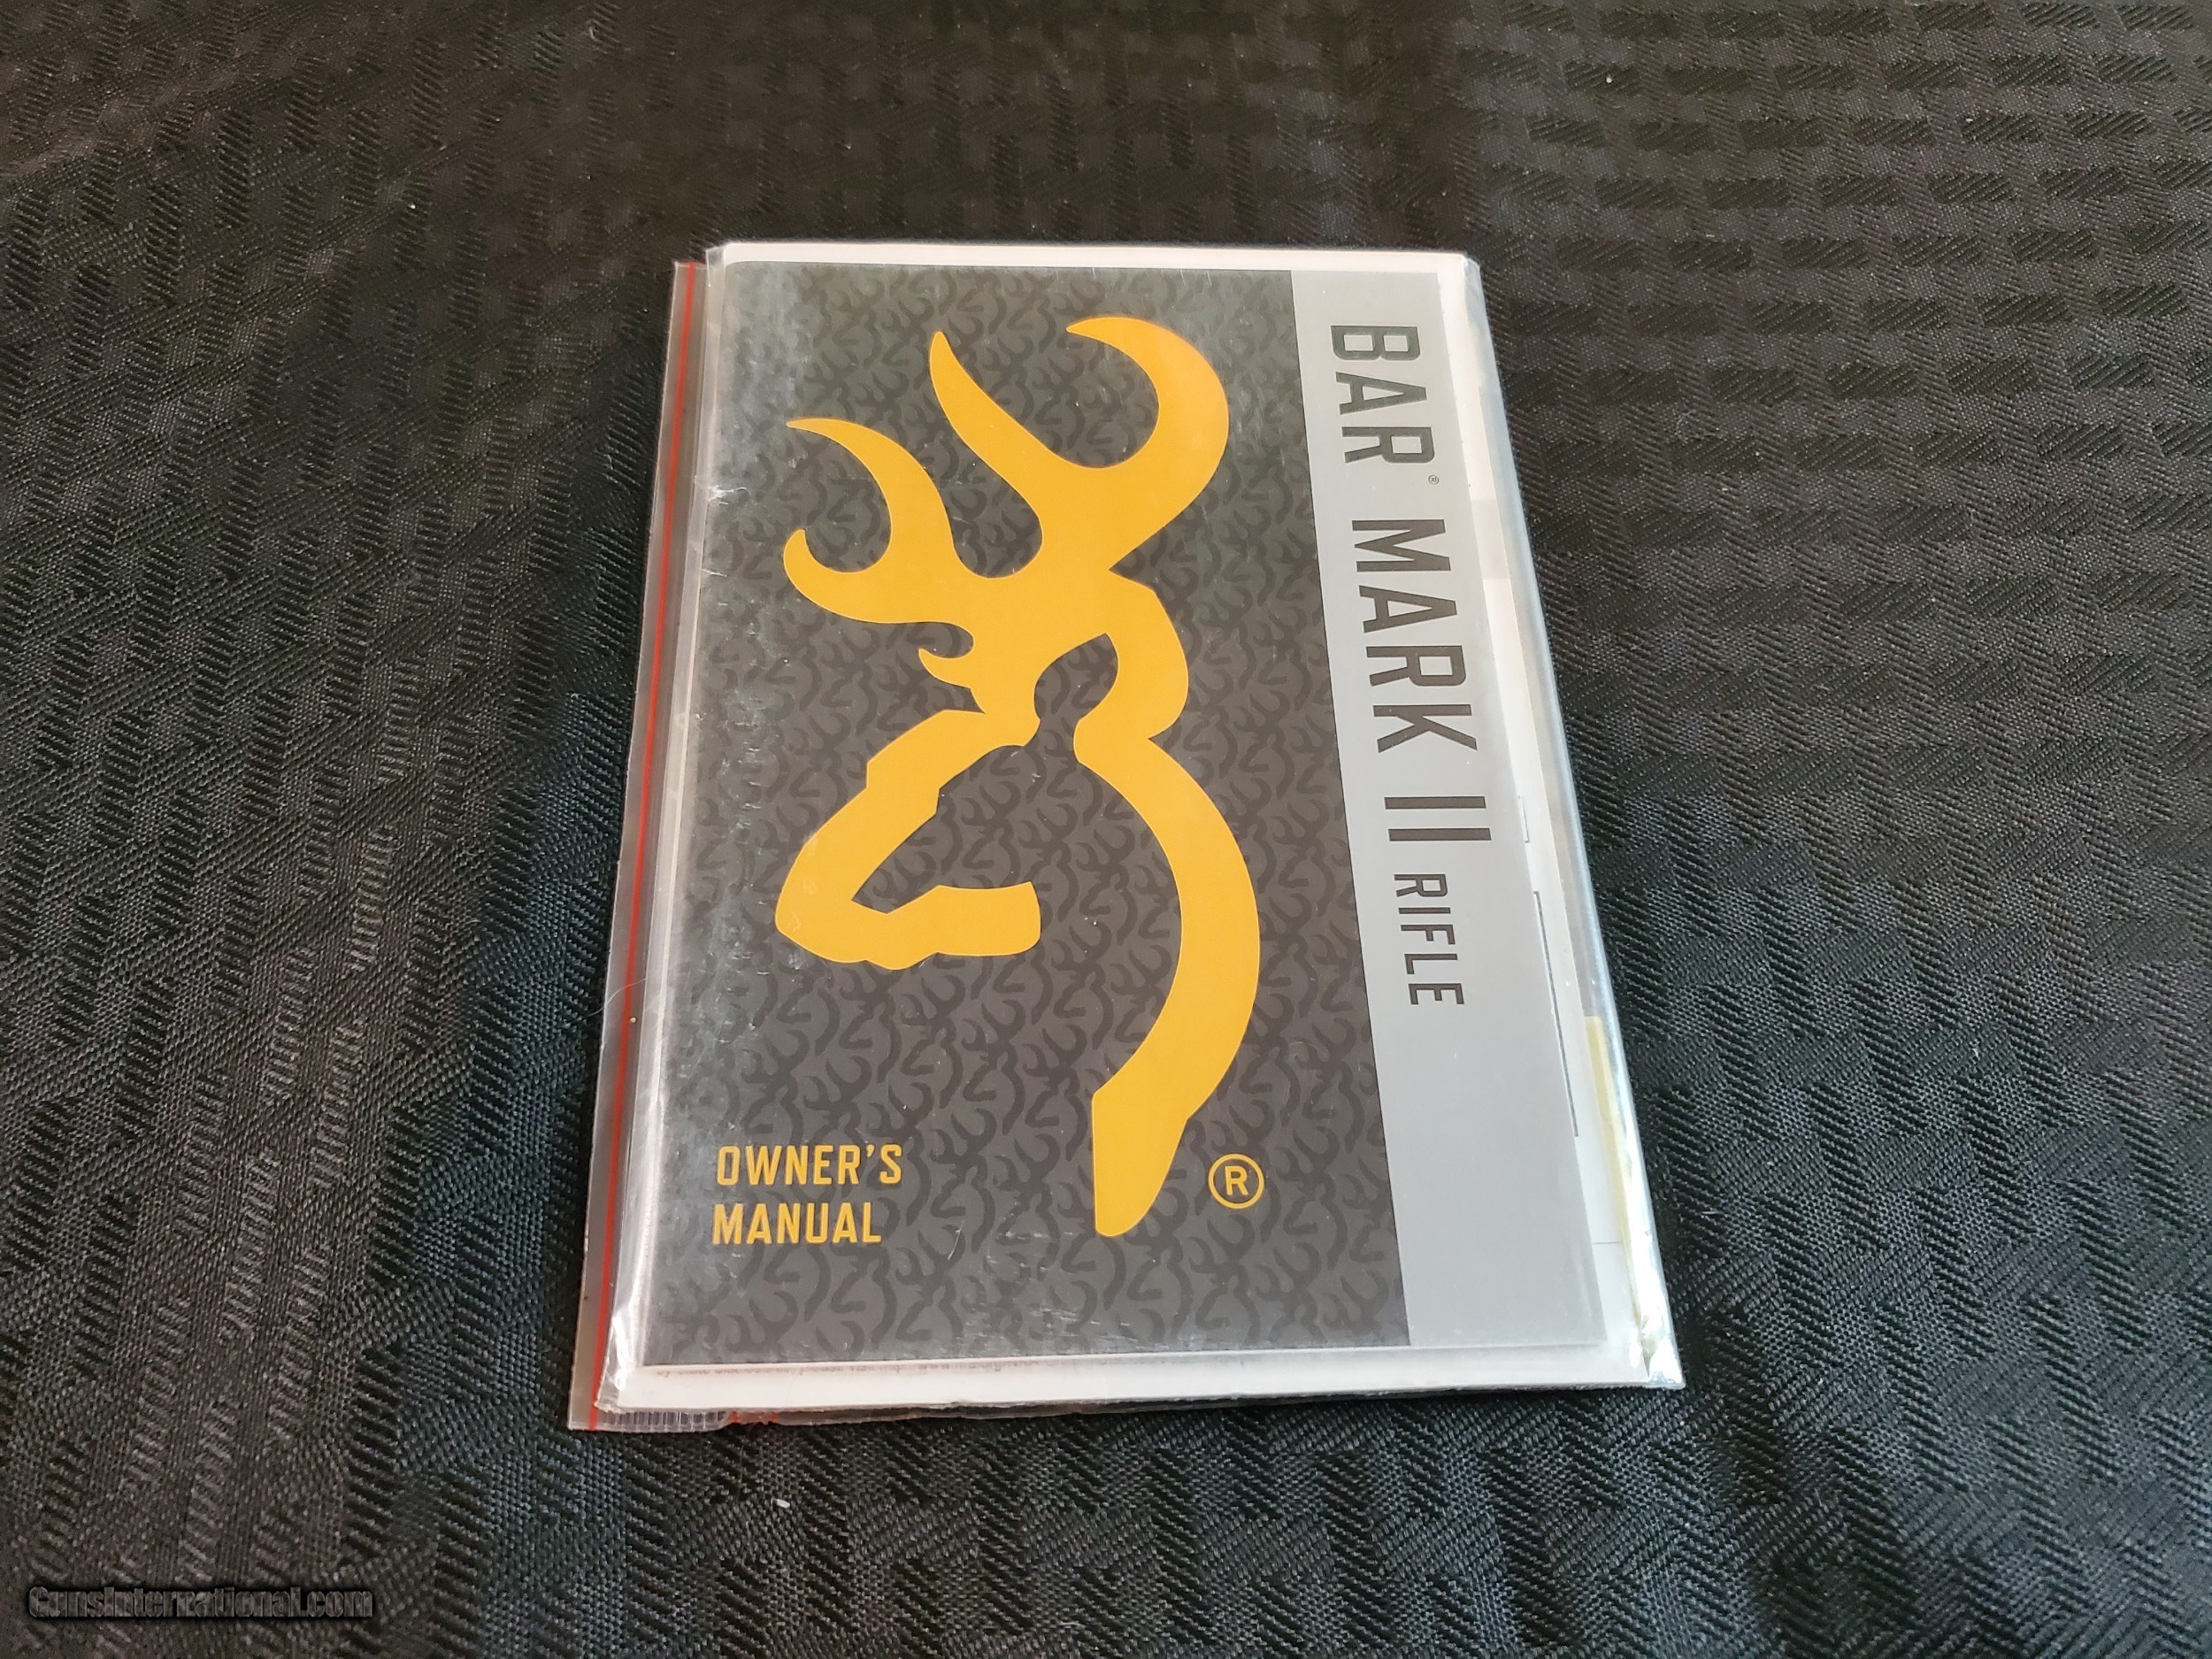 BAR® MARK II RIFLE
OWNER'S
MANUAL
®
GunsInternational.com